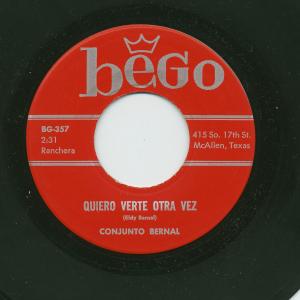 beGo
BG-357
2:31
Ranchera
415 So. 17th St.
McAllen, Texas
QUIERO VERTE OTRA VEZ
(Eldy Bernal)
CONJUNTO BERNAL